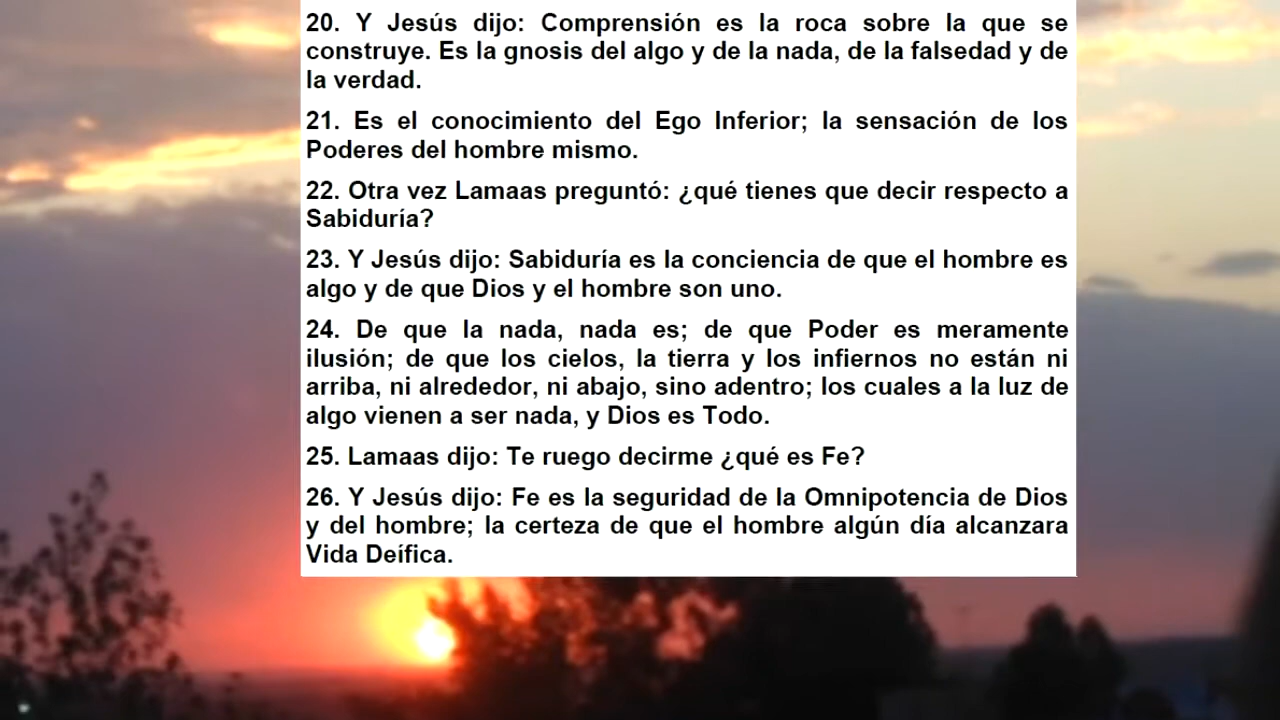 20. Y Jesús dijo: Comprensión es la roca sobre la que se
construye. Es la gnosis del algo y de la nada, de la falsedad y de
la verdad.
21. Es el conocimiento del Ego Inferior; la sensación de los
Poderes del hombre mismo.
22. Otra vez Lamaas preguntó: ¿qué tienes que decir respecto a
Sabiduría?
23. Y Jesús dijo: Sabiduría es la conciencia de que el hombre es
algo y de que Dios y el hombre son uno.
24. De que la nada, nada es; de que Poder es meramente
ilusión; de que los cielos, la tierra y los infiernos no están ni
arriba, ni alrededor, ni abajo, sino adentro; los cuales a la luz de
algo vienen a ser nada, y Dios es Todo.
25. Lamaas dijo: Te ruego decirme ¿qué es Fe?
26. Y Jesús dijo: Fe es la seguridad de la Omnipotencia de Dios
y del hombre; la certeza de que el hombre algún día alcanzara
Vida Deífica.